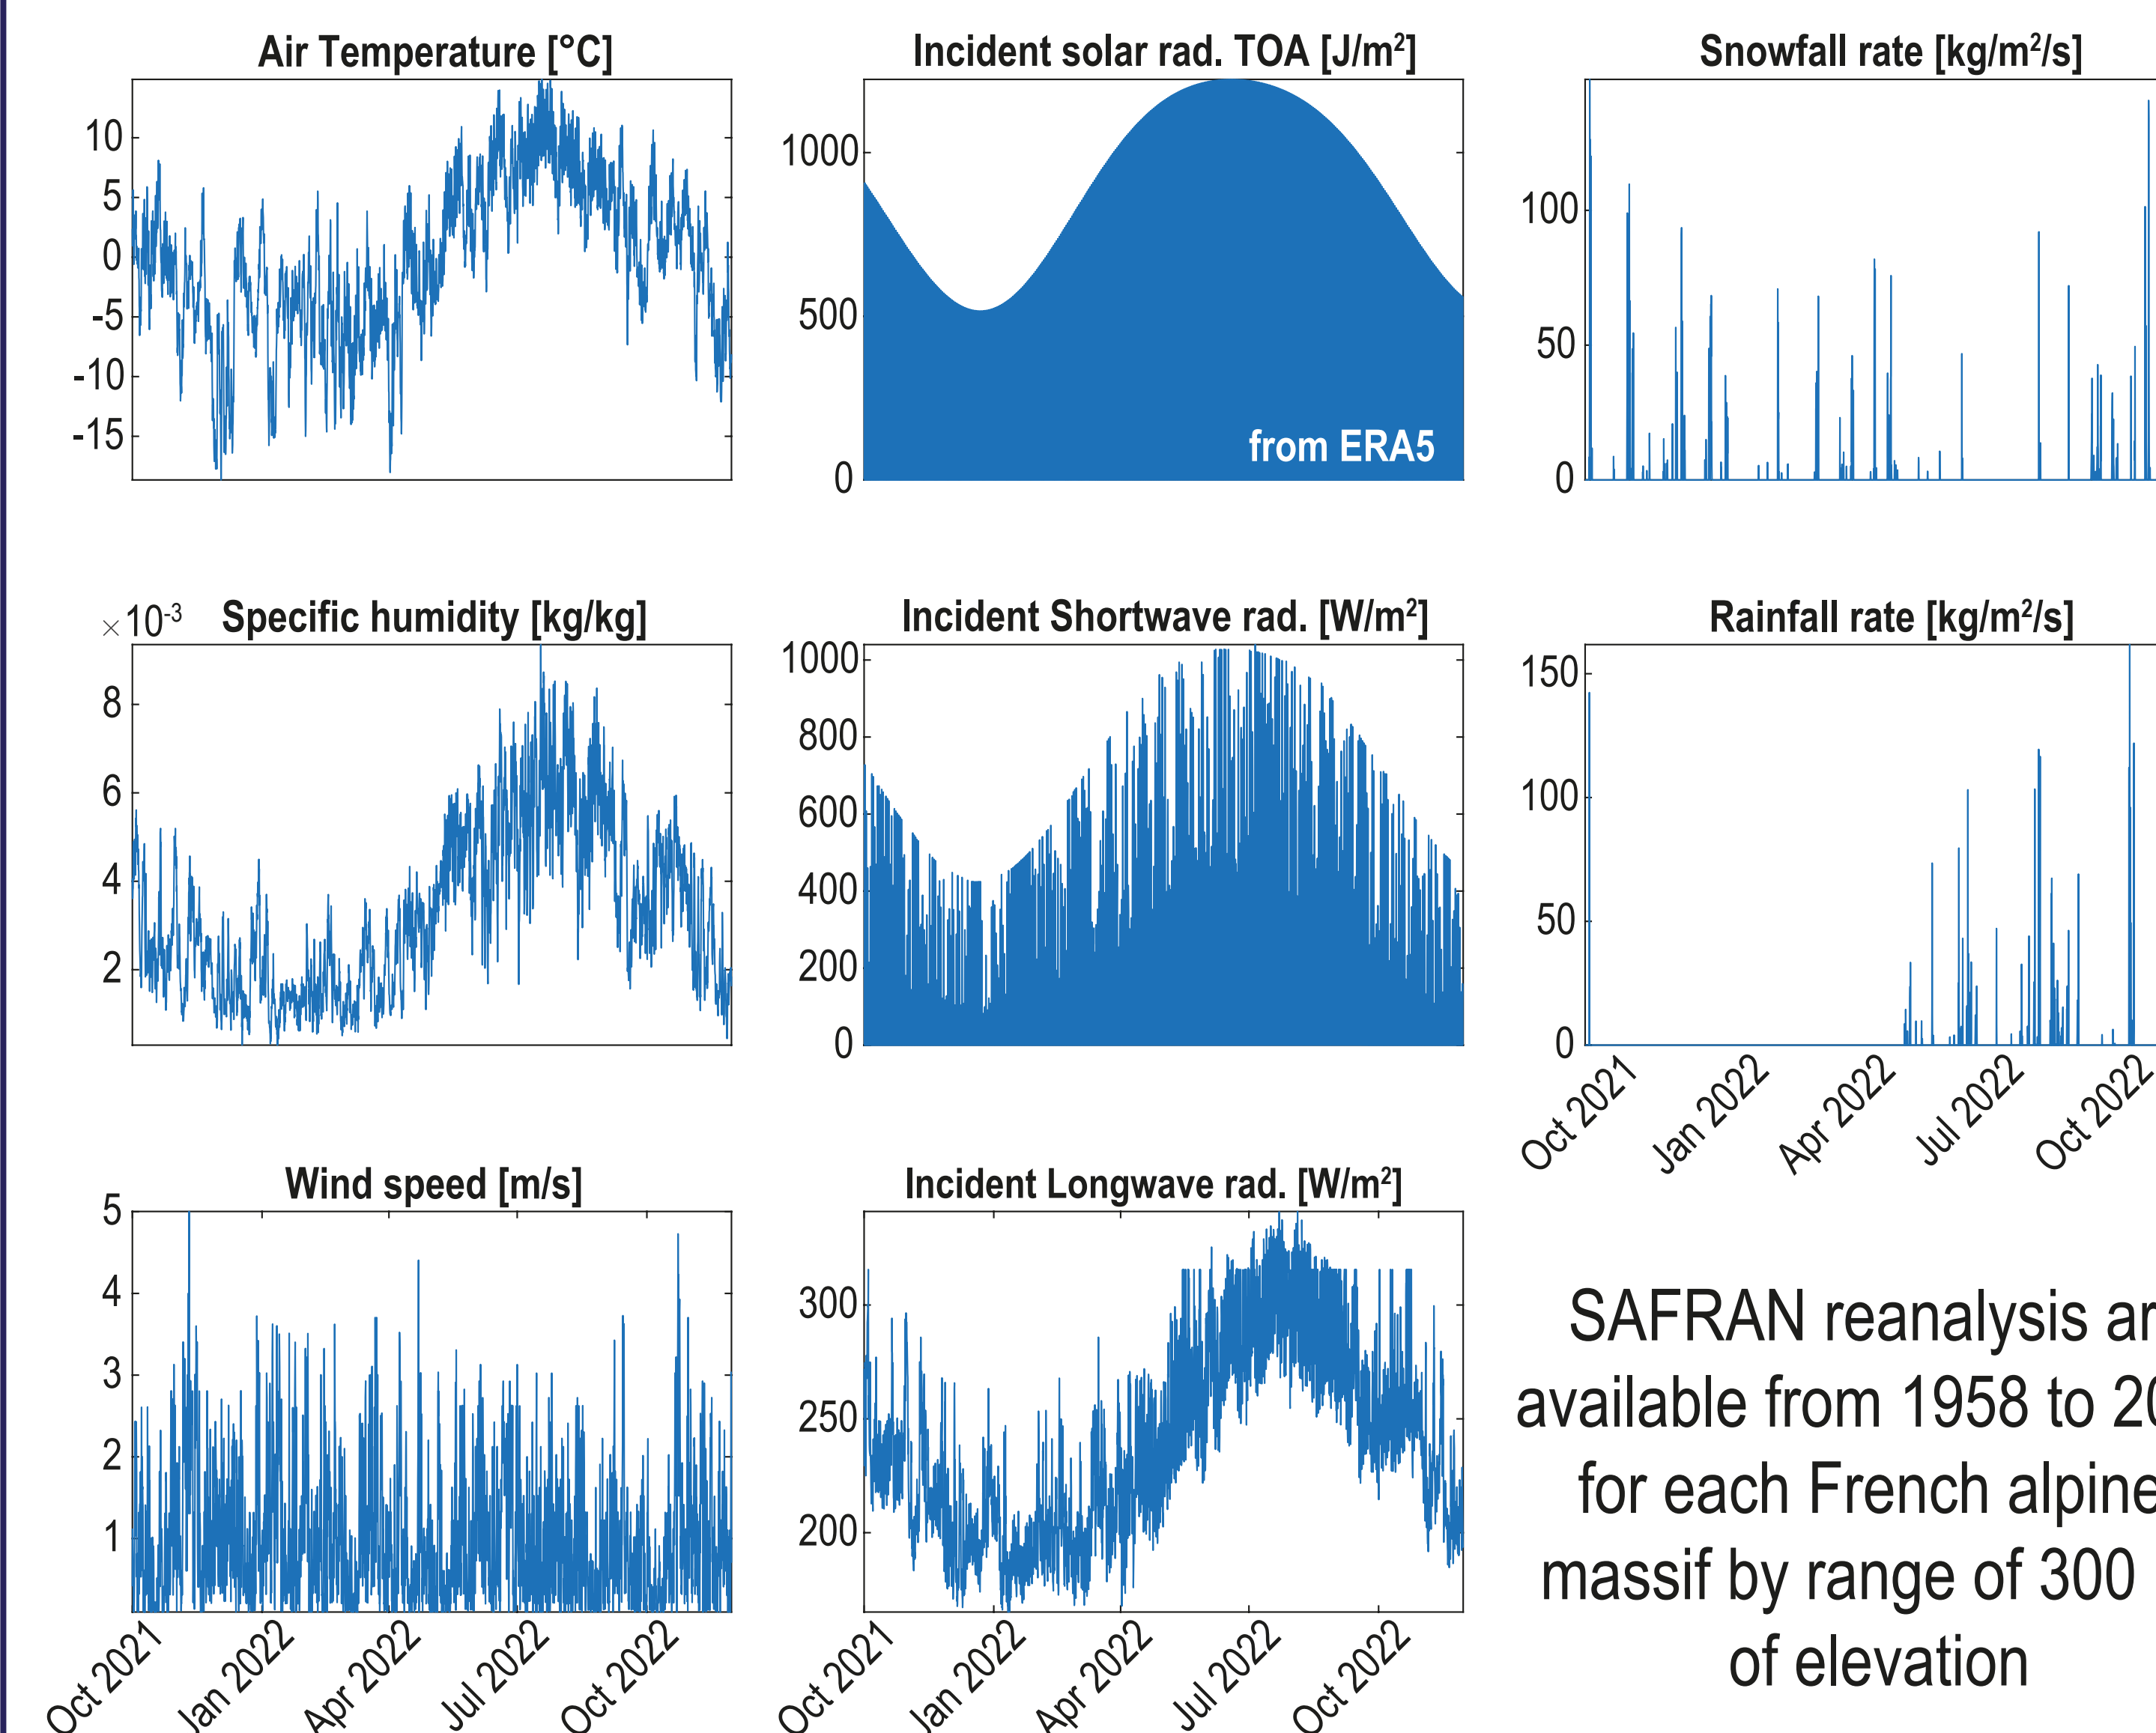 Air Temperature [°C]
10
5
0
-5
-10
-15
Incident solar rad. TOA [J/m²]
1000
500
0
from ERA5
Snowfall rate [kg/m²/s]
100
50
0
× 10⁻³ Specific humidity [kg/kg]
8
6
4
2
Incident Shortwave rad. [W/m²]
1000
800
600
400
200
0
Rainfall rate [kg/m²/s]
150
100
50
0
Oct 2021
Jan 2022
Apr 2022
Jul 2022
Oct 2022
Wind speed [m/s]
5
4
3
2
1
Oct 2021
Jan 2022
Apr 2022
Jul 2022
Oct 2022
Incident Longwave rad. [W/m²]
300
250
200
Oct 2021
Jan 2022
Apr 2022
Jul 2022
Oct 2022
SAFRAN reanalysis
available from 1958 to
for each French alpine
massif by range of 300
of elevation